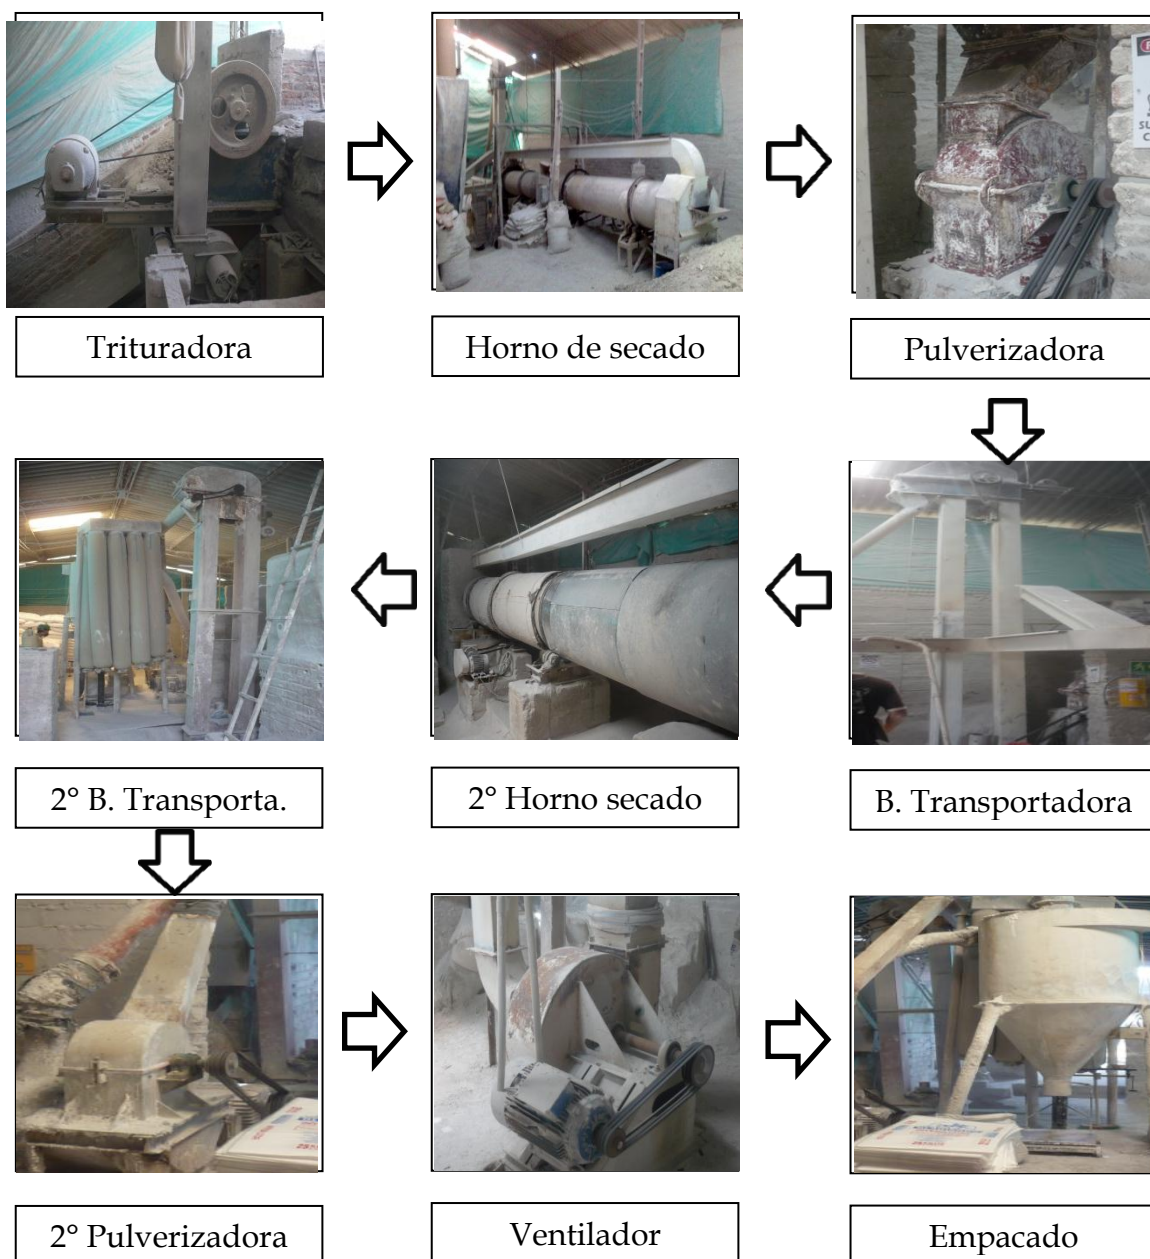 Trituradora
Horno de secado
Pulverizadora
2° B. Transporta.
2° Horno secado
B. Transportadora
2° Pulverizadora
Ventilador
Empacado